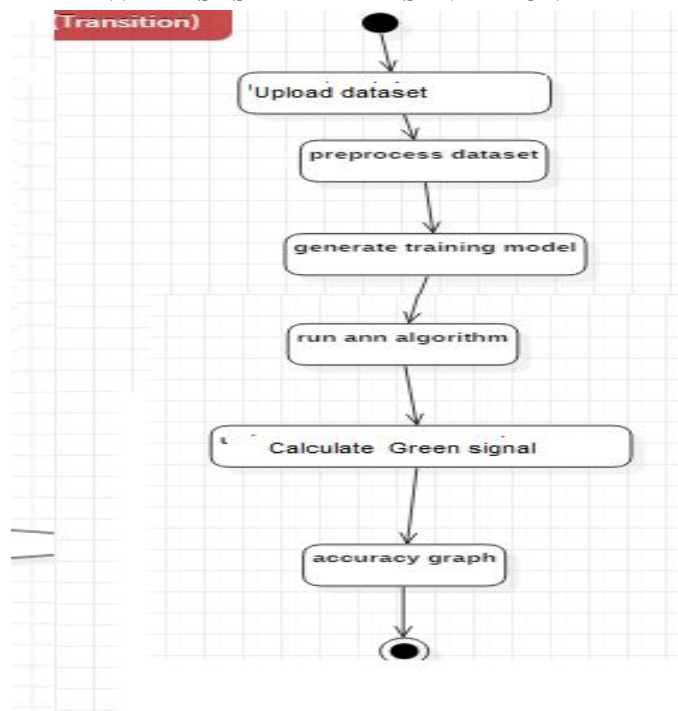 (Transition)
Upload dataset
preprocess dataset
generate training model
run ann algorithm
Calculate Green signal
accuracy graph